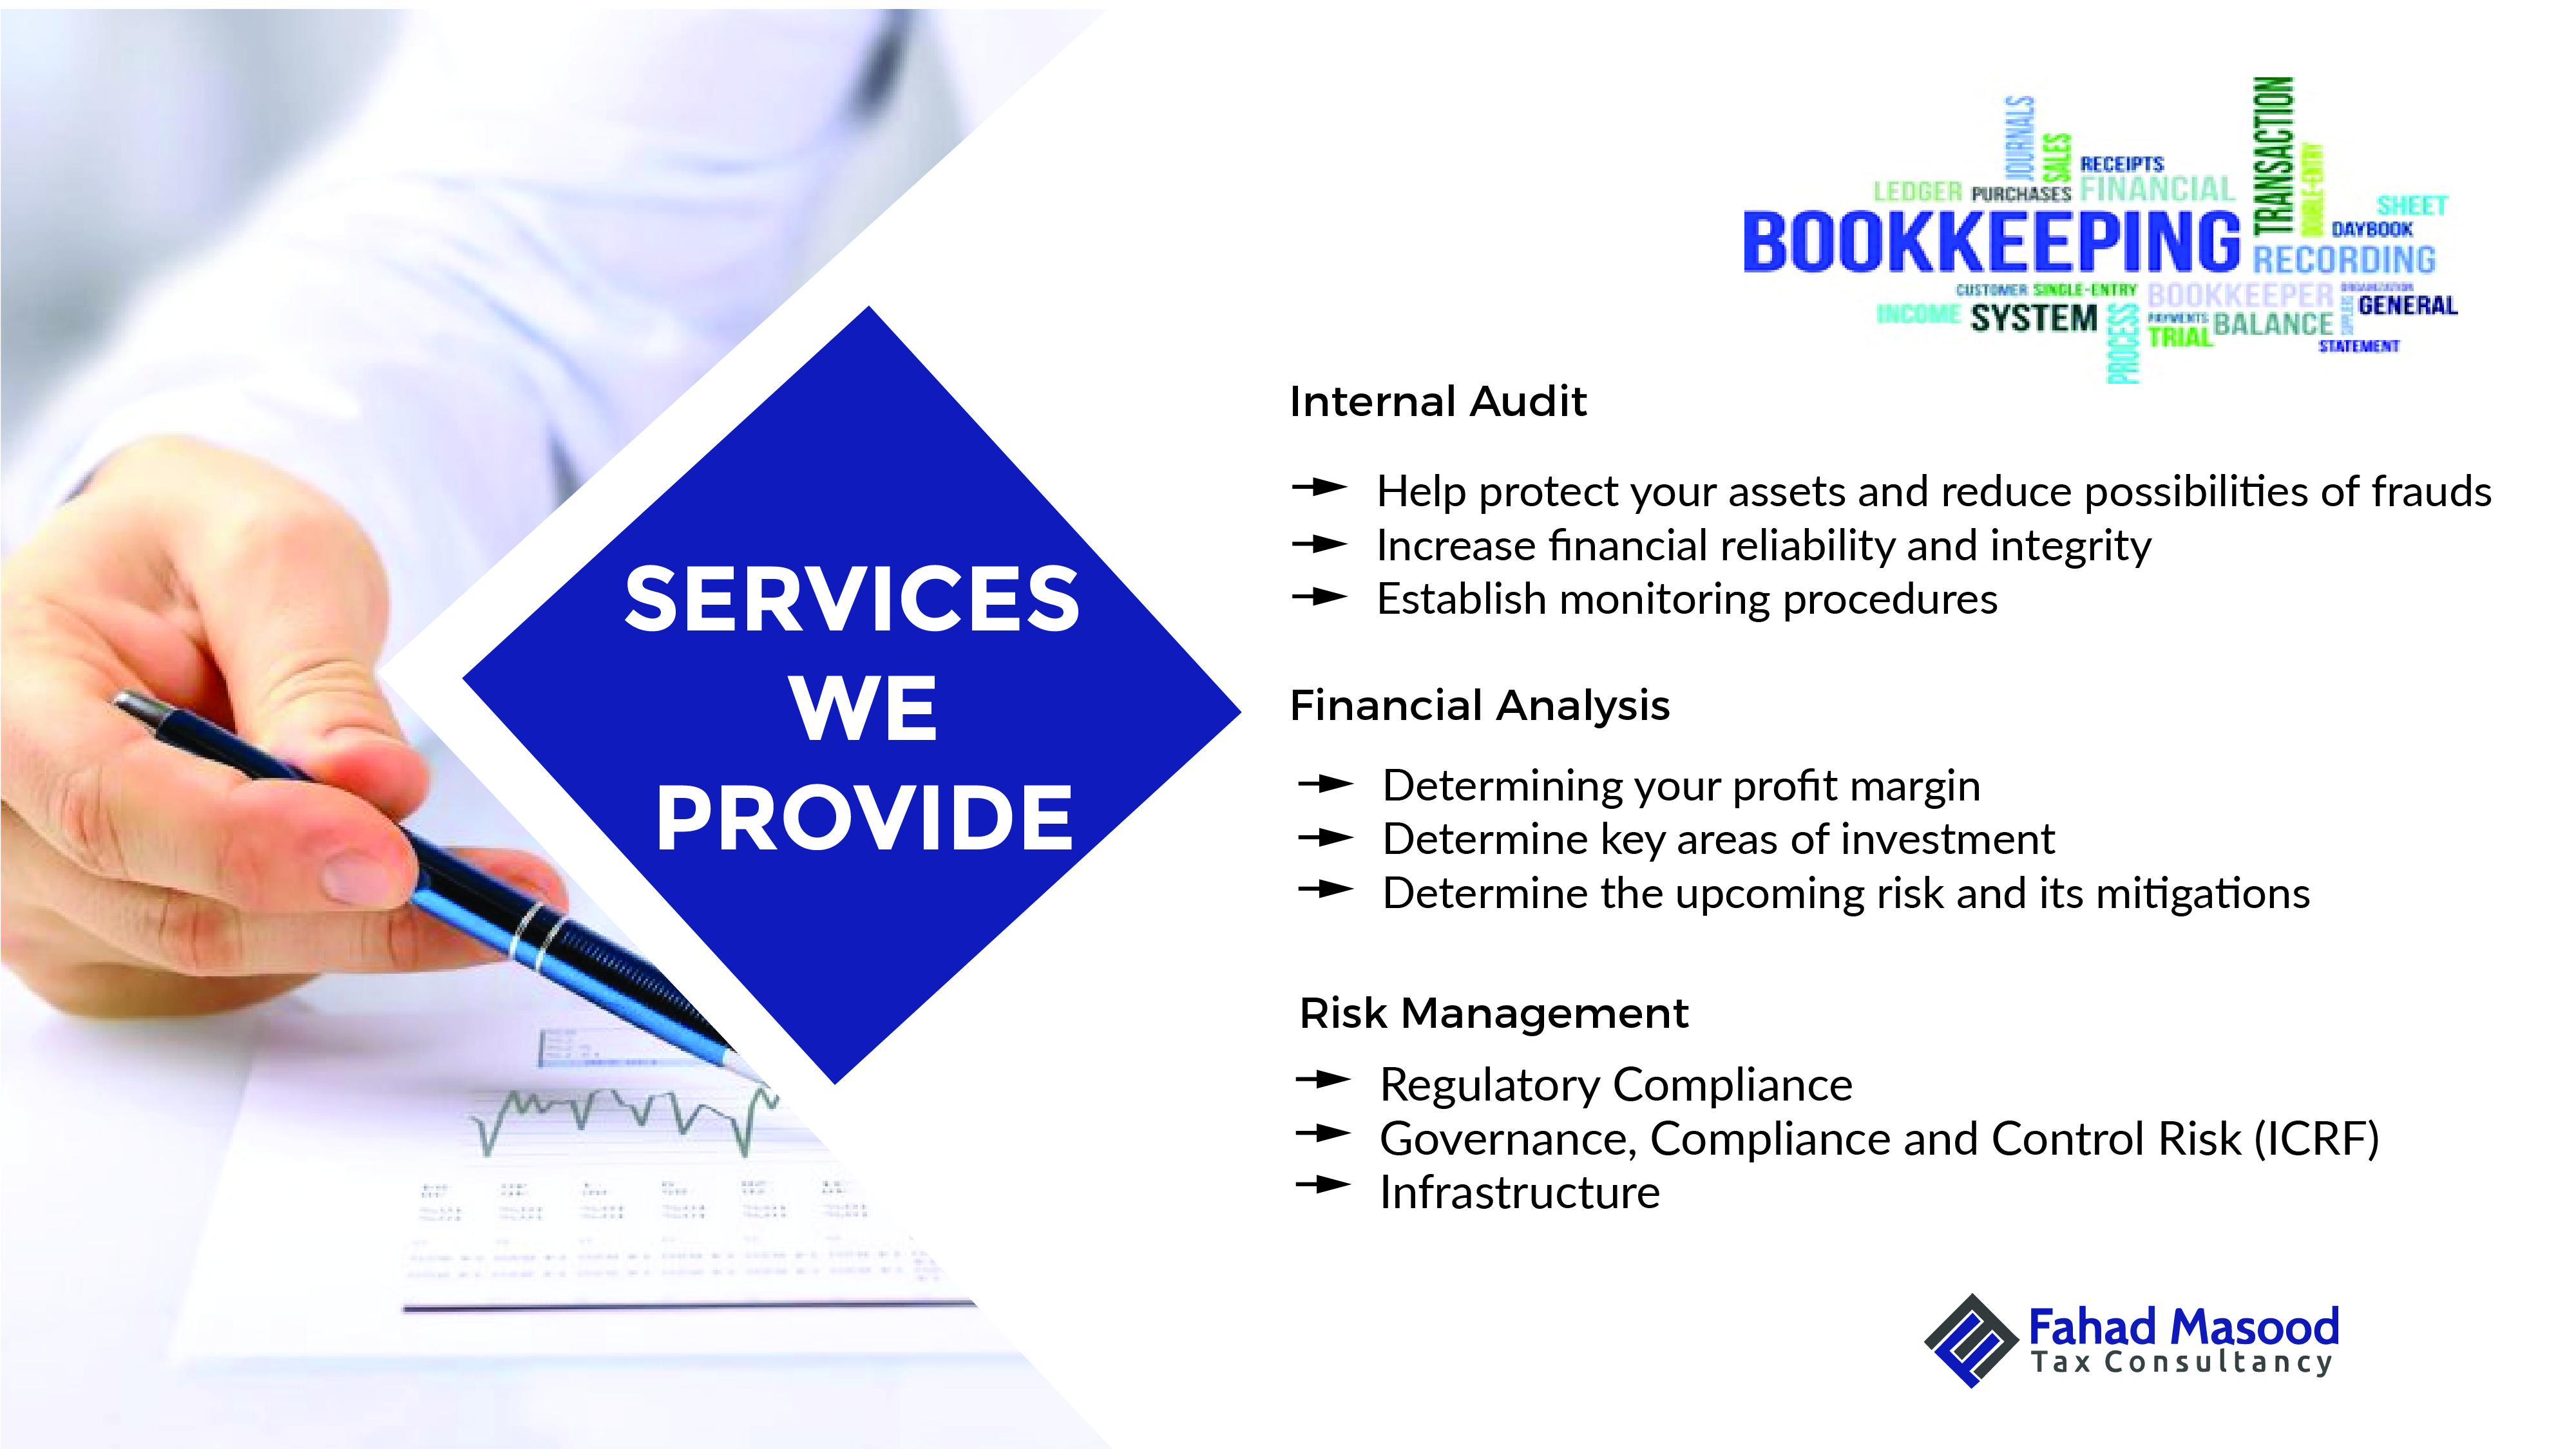 JOURNALS
SALES
RECEIPTS
TRANSACTION
DOUBLE-ENTRY
LEDGER PURCHASES FINANCIAL
SHEET
BOOKKEEPING
DAYBOOK
RECORDING
CUSTOMER SINGLE-ENTRY BOOKKEEPER ORGANIZATION
INCOME SYSTEM
PROCESS
PAYMENTS
TRIAL BALANCE
SUPPLIERS
GENERAL
STATEMENT
SERVICES
WE
PROVIDE
Internal Audit
Help protect your assets and reduce possibilities of frauds
Increase financial reliability and integrity
Establish monitoring procedures
Financial Analysis
Determining your profit margin
Determine key areas of investment
Determine the upcoming risk and its mitigations
Risk Management
Regulatory Compliance
Governance, Compliance and Control Risk (ICRF)
Infrastructure
Fahad Masood
Tax Consultancy